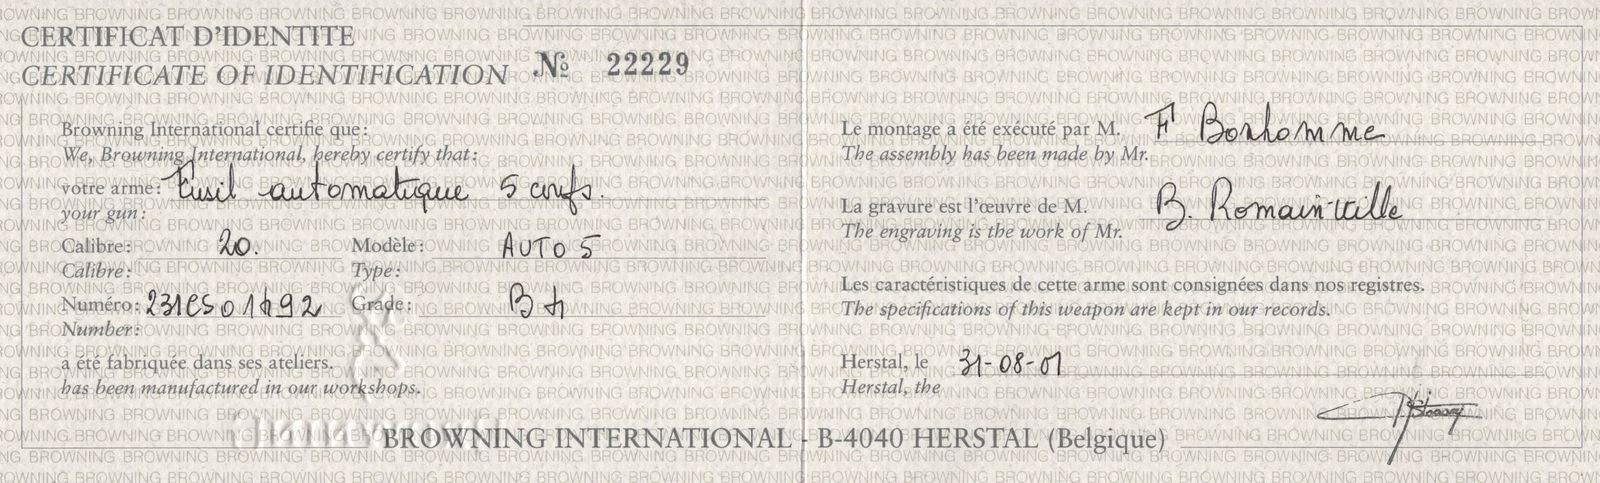 CERTIFICAT D'IDENTITE
CERTIFICATE OF IDENTIFICATION No 22229
Browning International certifie que:
We, Browning International, hereby certify that:
votre arme: Fusil automatique 5 coups.
your gun:
Calibre: 20. Modèle: AUTO 5
Calibre: Type:
Numéro: Grade:
Number:
a été fabriquée dans ses ateliers.
has been manufactured in our workshops.
Le montage a été exécuté par M. F Bonhomme
The assembly has been made by Mr.
La gravure est l'œuvre de M. B. Romainville
The engraving is the work of Mr.
Les caractéristiques de cette arme sont consignées dans nos registres.
The specifications of this weapon are kept in our records.
Herstal, le 31-08-01
Herstal, the
BROWNING INTERNATIONAL - B-4040 HERSTAL (Belgique)